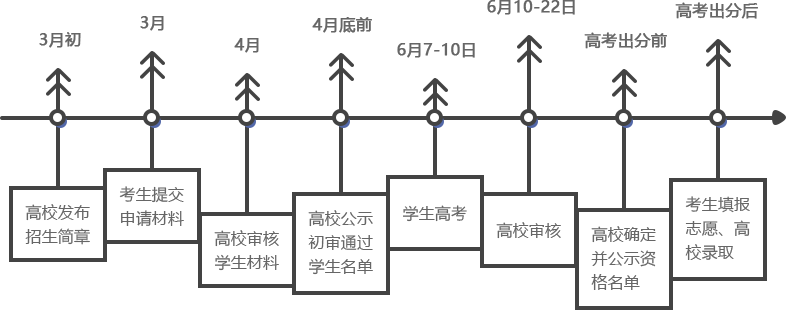 3月初
3月
4月
4月底前
6月7-10日
6月10-22日
高考出分前
高考出分后
高校发布
招生简章
考生提交
申请材料
高校审核
学生材料
高校公示
初审通过
学生名单
学生高考
高校审核
高校确定
并公示资
格名单
考生填报
志愿、高
校录取